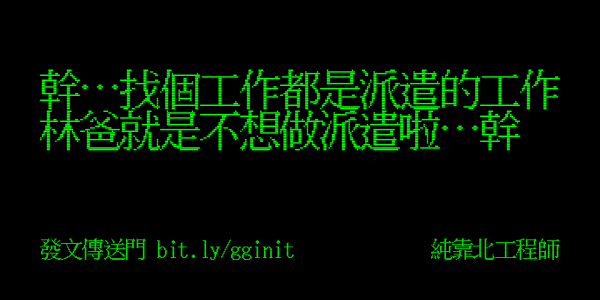 幹…找個工作都是派遣的工作
林爸就是不想做派遣啦…幹
發文傳送門 bit.ly/gginit
純靠北工程師